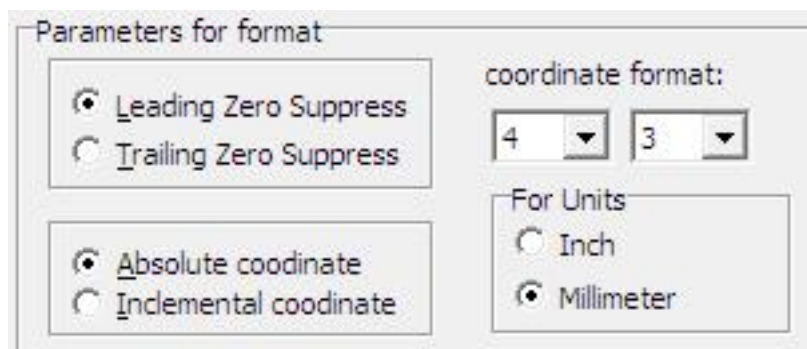 Parameters for format
Leading Zero Suppress
Trailing Zero Suppress
Absolute coodinate
Inclemental coodinate
coordinate format:
4 3
For Units
Inch
Millimeter